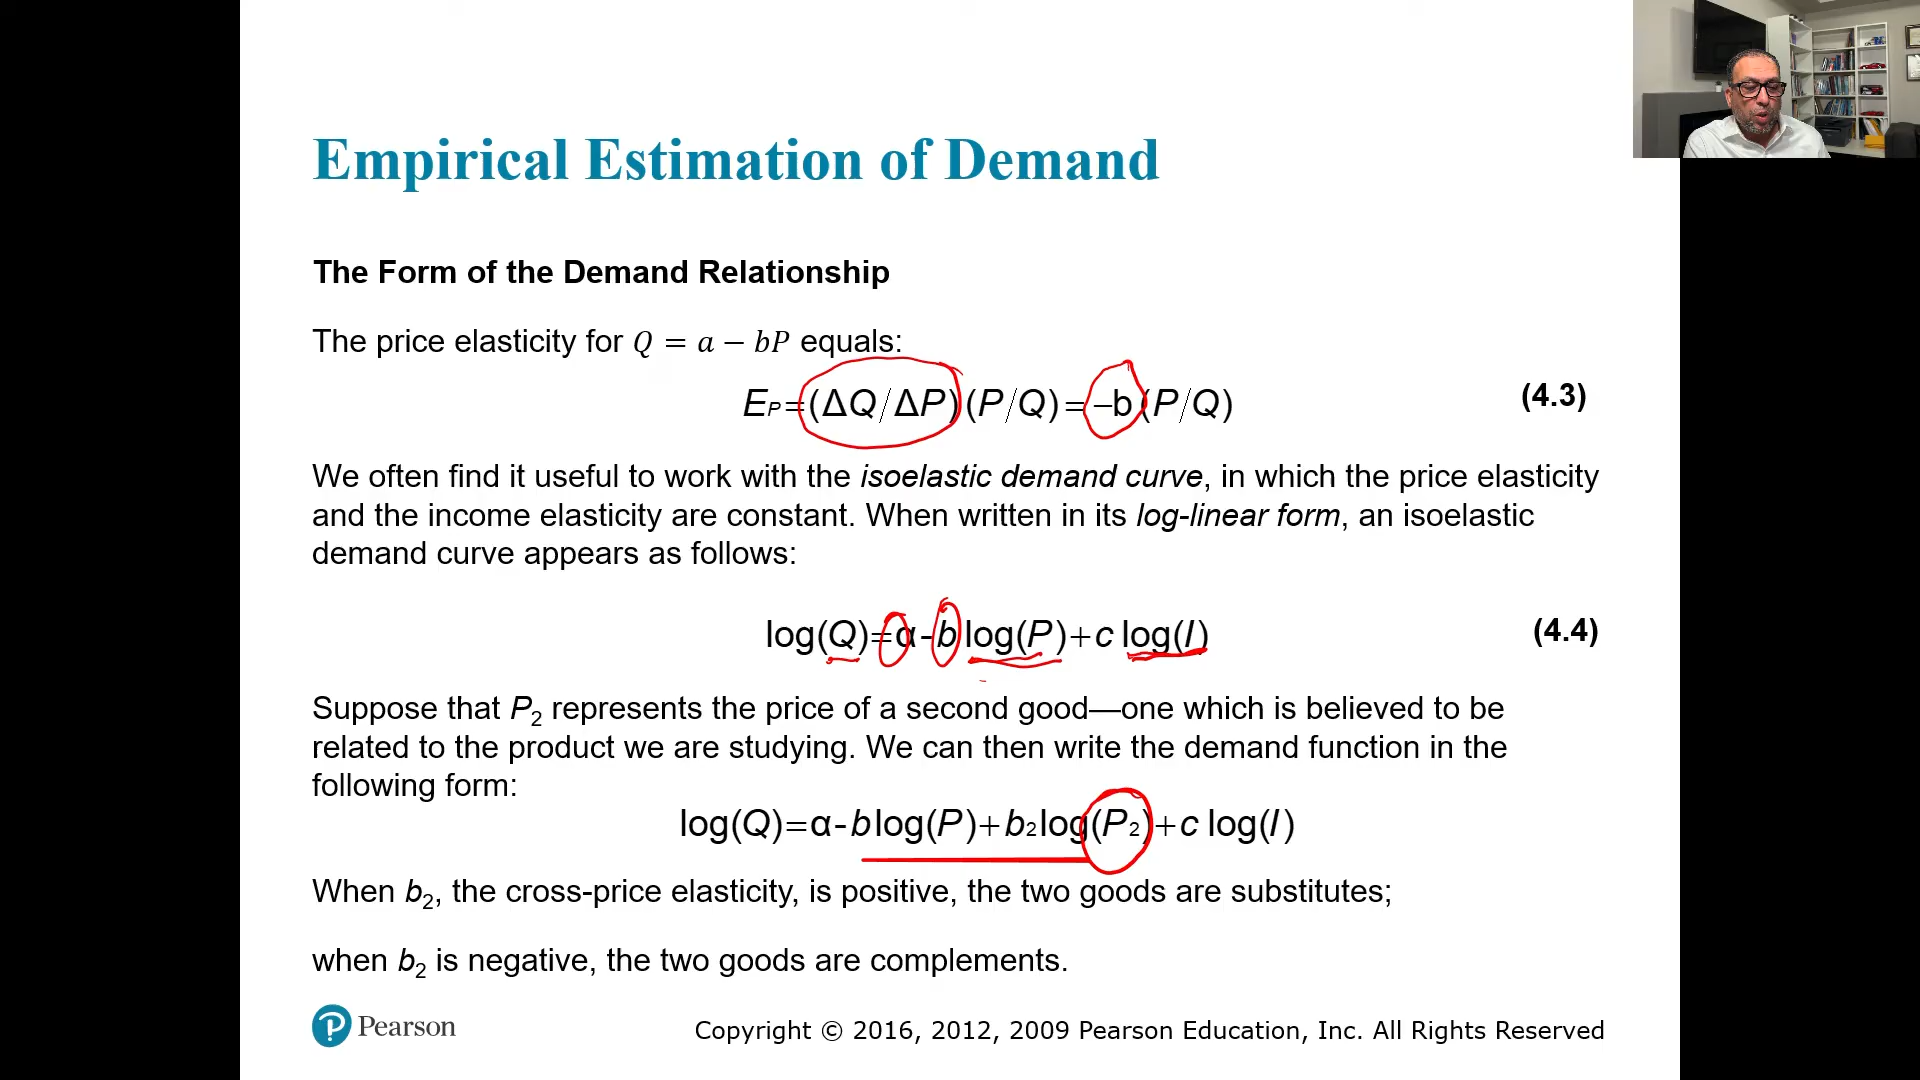 Empirical Estimation of Demand
The Form of the Demand Relationship
The price elasticity for Q = a − bP equals:
EP=(ΔQ/ΔP)(P/Q)=−b(P/Q) (4.3)
We often find it useful to work with the isoelastic demand curve, in which the price elasticity
and the income elasticity are constant. When written in its log-linear form, an isoelastic
demand curve appears as follows:
log(Q)=α-b log(P)+c log(I) (4.4)
Suppose that P2 represents the price of a second good—one which is believed to be
related to the product we are studying. We can then write the demand function in the
following form:
log(Q)=α-blog(P)+b2log(P2)+c log(I)
When b2, the cross-price elasticity, is positive, the two goods are substitutes;
when b2 is negative, the two goods are complements.
Pearson Copyright © 2016, 2012, 2009 Pearson Education, Inc. All Rights Reserved